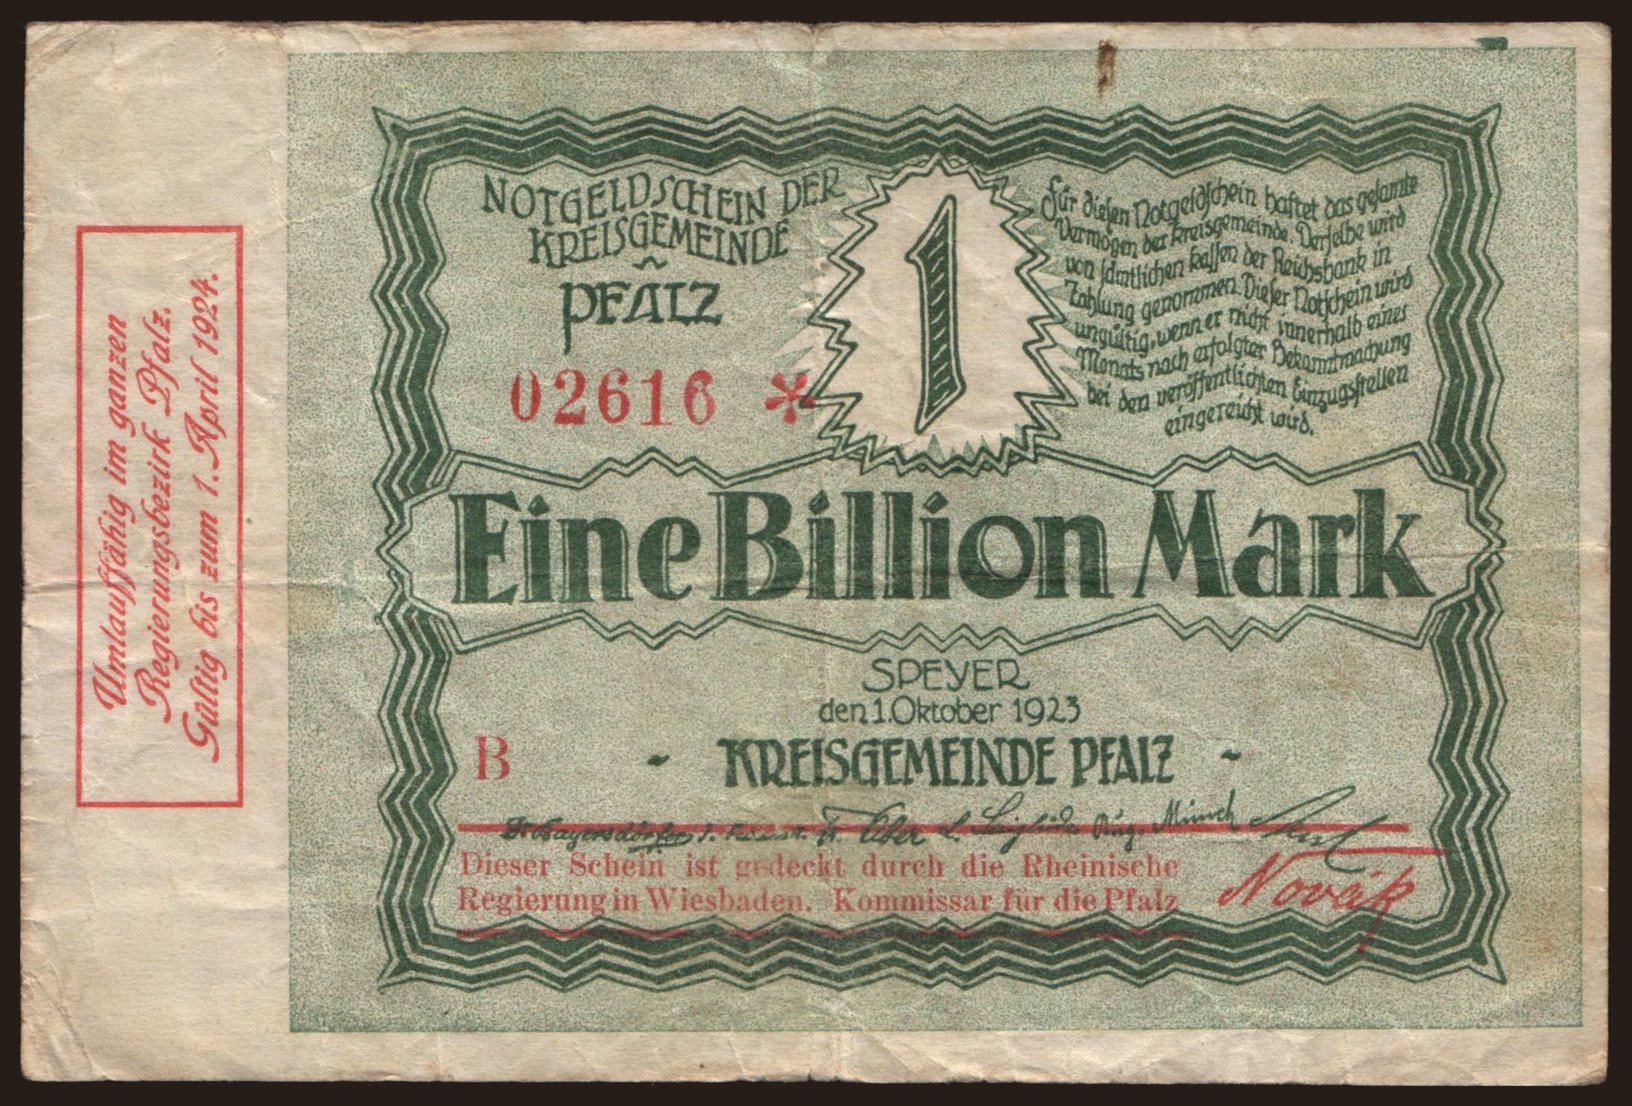 Umlauffähig im ganzen
Regierungsbezirk Pfalz.
Gültig bis zum 1. April 1924.
NOTGELDSCHEIN DER
KREISGEMEINDE
PFALZ
02616 *
1
Für diesen Notgeldschein haftet das gesamte
Vermögen der Kreisgemeinde. Derselbe wird
von sämtlichen Kassen der Reichsbank in
Zahlung genommen. Dieser Notschein wird
ungültig, wenn er nicht innerhalb eines
Monats nach erfolgter Bekanntmachung
bei den veröffentlichten Einzugsstellen
eingereicht wird.
Eine Billion Mark
SPEYER
den 1. Oktober 1923
B
- KREISGEMEINDE PFALZ -
Aug. Münch
Dieser Schein ist gedeckt durch die Rheinische
Regierung in Wiesbaden. Kommissar für die Pfalz
Novák